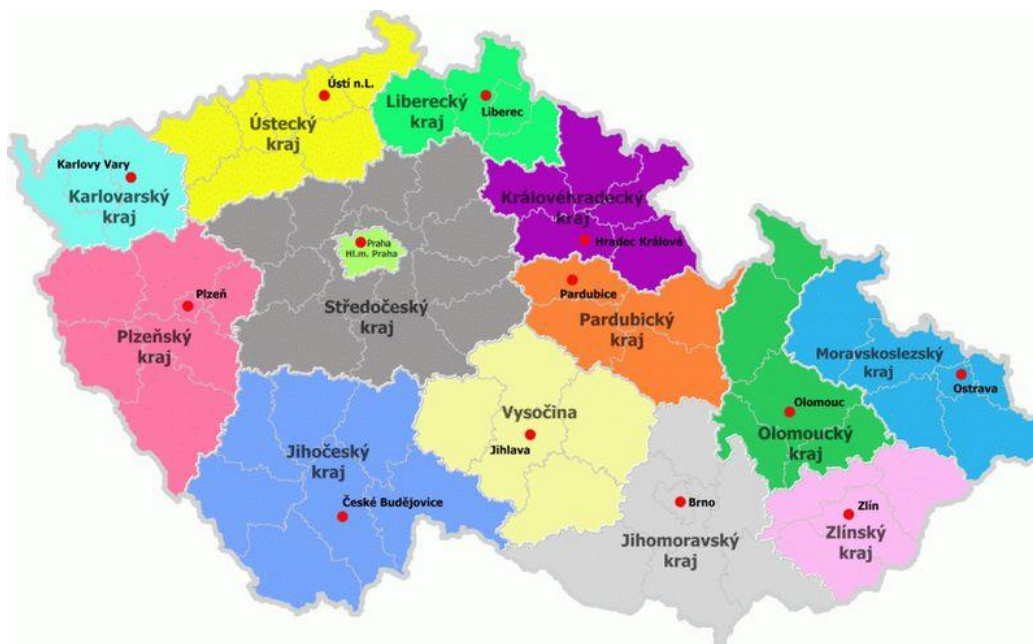 Ústí n.L.
Ústecký
kraj
Liberecký
kraj
Liberec
Karlovy Vary
Karlovarský
kraj
Královéhradecký
kraj
Hradec Králové
Praha
Hl.m. Praha
Středočeský
kraj
Plzeň
Plzeňský
kraj
Pardubice
Pardubický
kraj
Moravskoslezský
kraj
Ostrava
Olomouc
Olomoucký
kraj
Vysočina
Jihlava
Jihočeský
kraj
České Budějovice
Brno
Jihomoravský
kraj
Zlín
Zlínský
kraj